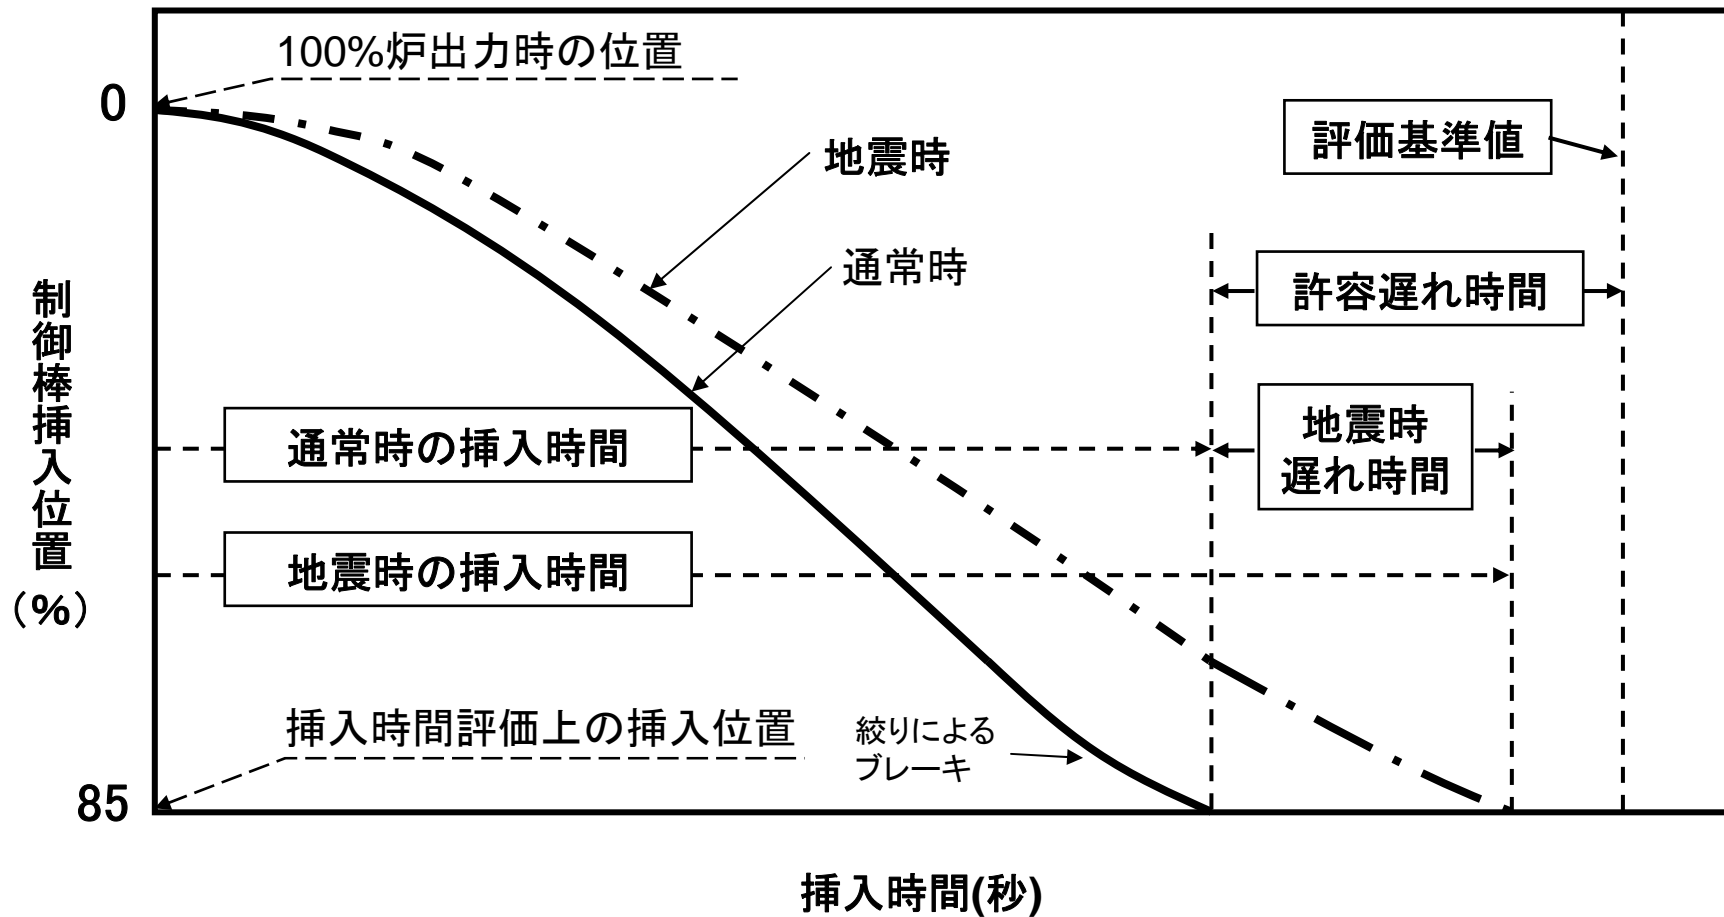 100%炉出力時の位置
0
評価基準値
地震時
通常時
許容遅れ時間
制御棒挿入位置
（%）
通常時の挿入時間
地震時
遅れ時間
地震時の挿入時間
挿入時間評価上の挿入位置
絞りによる
ブレーキ
85
挿入時間(秒)